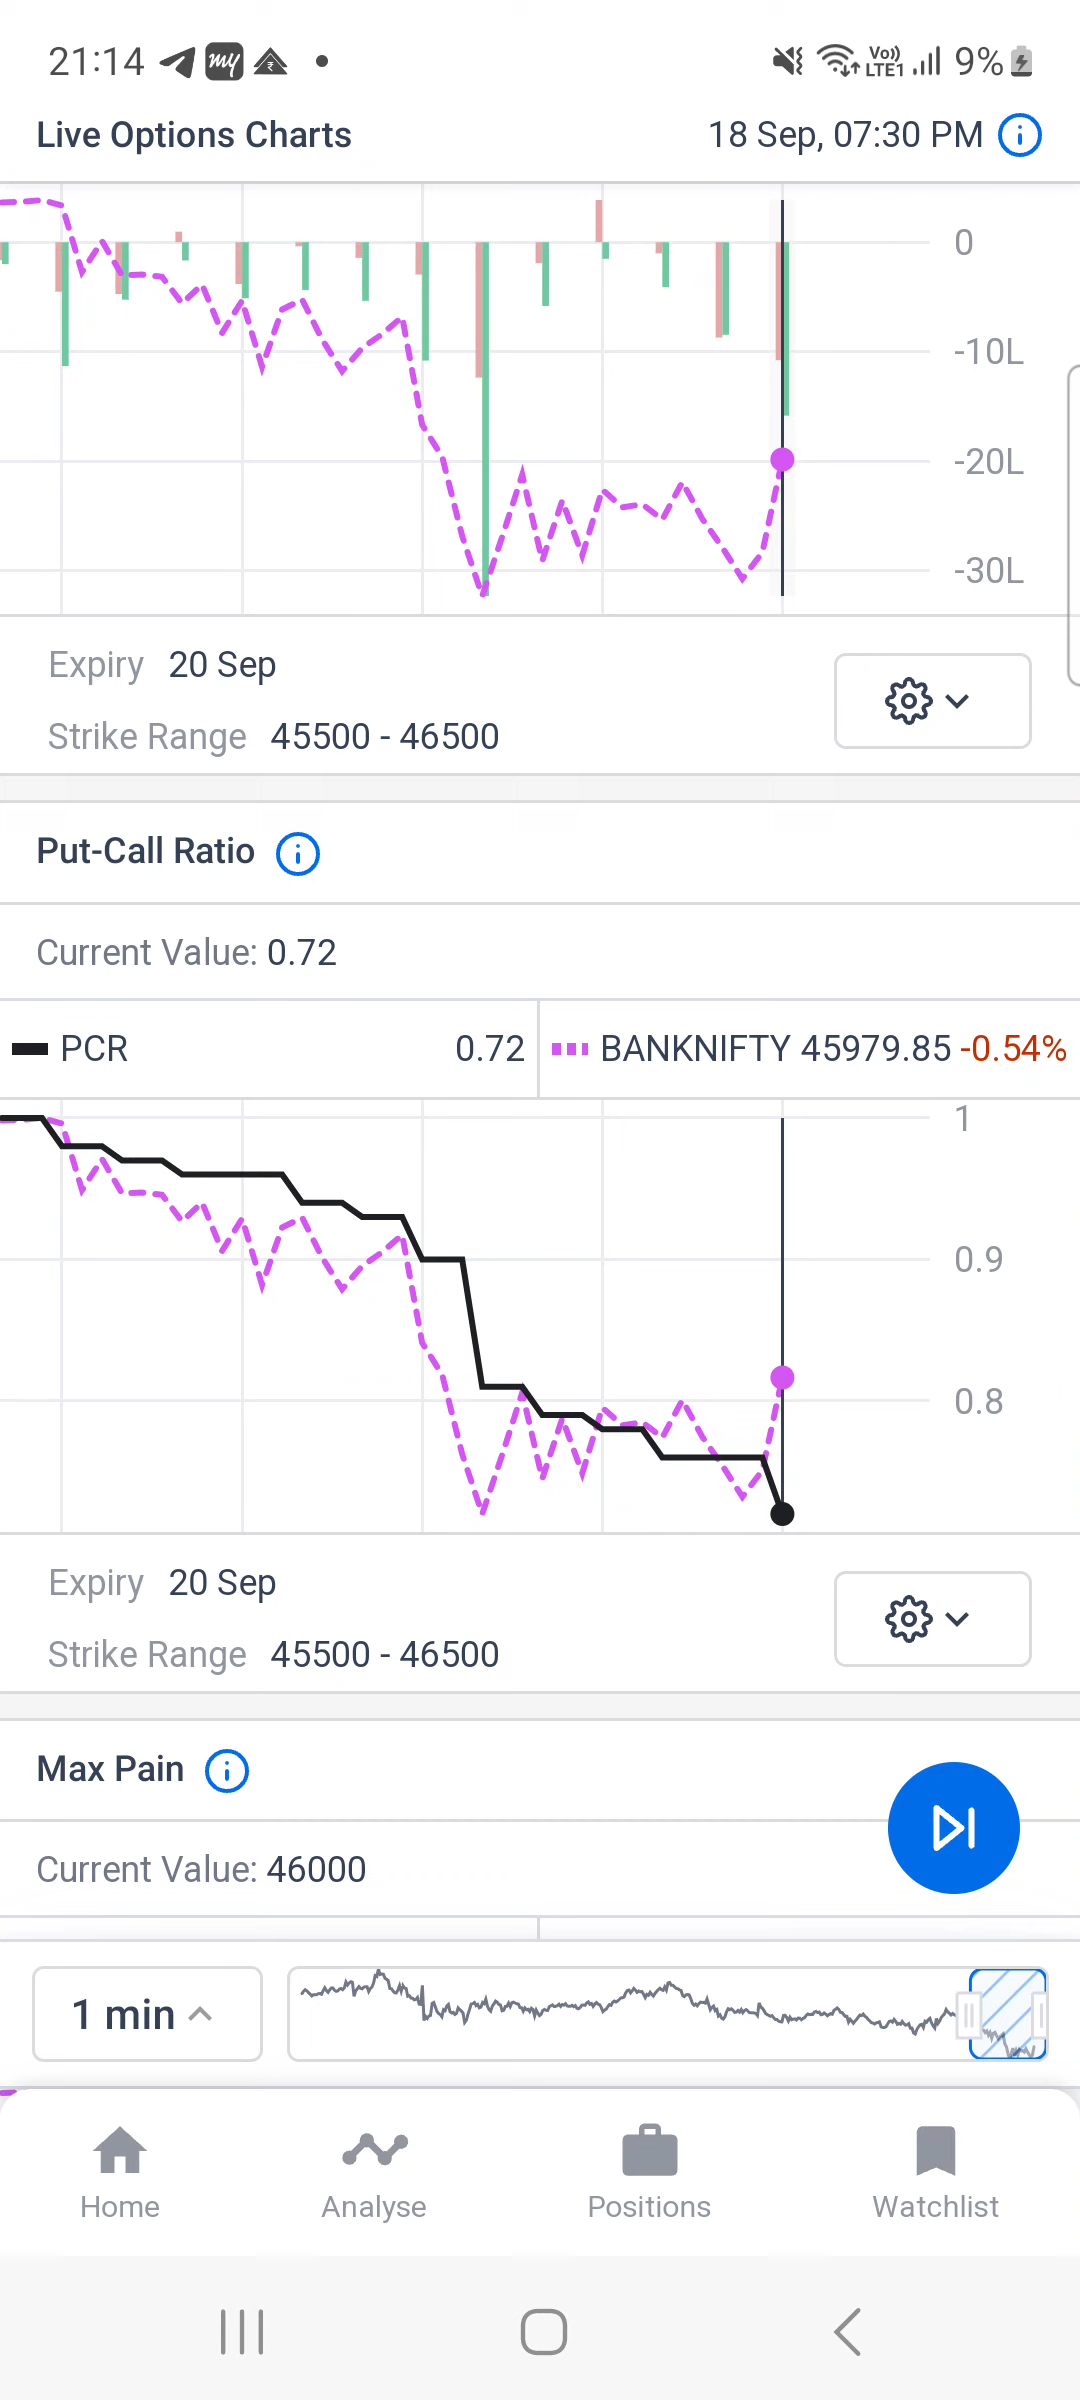 21:14 my ₹ Vo)) LTE1 9%
Live Options Charts 18 Sep, 07:30 PM
0
-10L
-20L
-30L
Expiry 20 Sep
Strike Range 45500 - 46500
Put-Call Ratio
Current Value: 0.72
PCR 0.72 BANKNIFTY 45979.85 -0.54%
1
0.9
0.8
Expiry 20 Sep
Strike Range 45500 - 46500
Max Pain
Current Value: 46000
1 min
Home Analyse Positions Watchlist